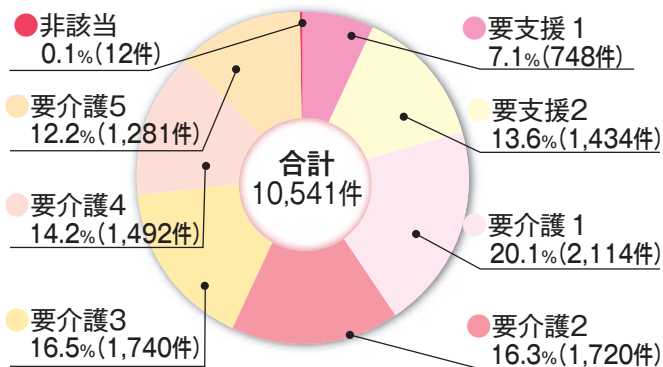 非該当
0.1%(12件)
要支援1
7.1%(748件)
要介護5
12.2%(1,281件)
要支援2
13.6%(1,434件)
合計
10,541件
要介護4
14.2%(1,492件)
要介護1
20.1%(2,114件)
要介護3
16.5%(1,740件)
要介護2
16.3%(1,720件)